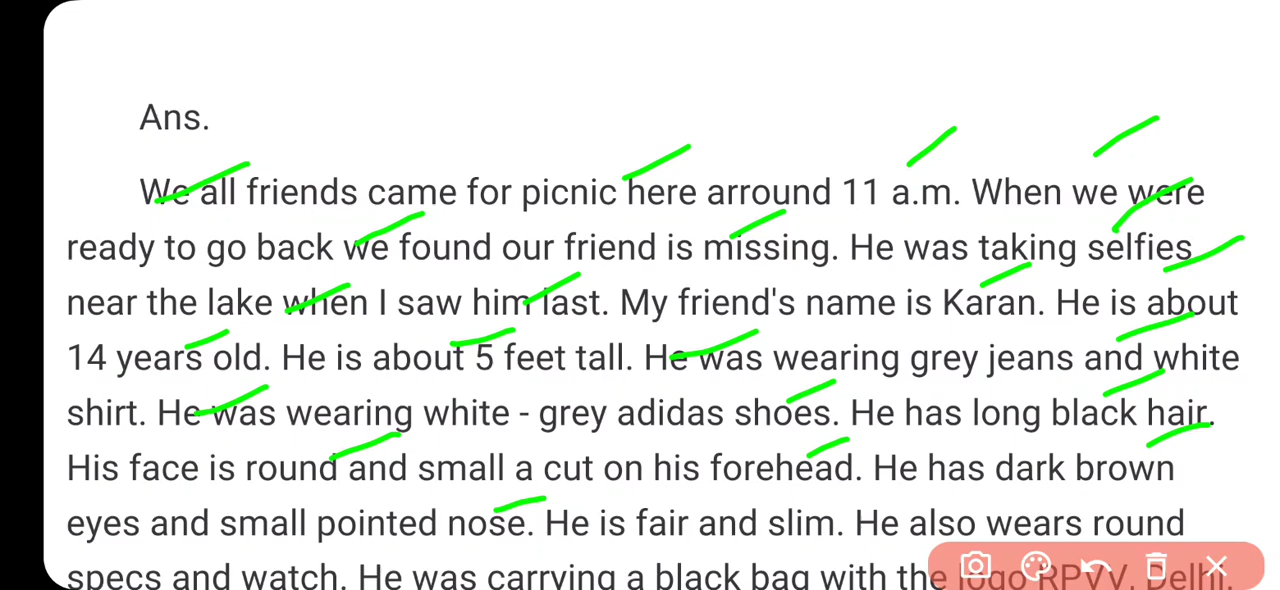 Ans.
We all friends came for picnic here arround 11 a.m. When we were
ready to go back we found our friend is missing. He was taking selfies
near the lake when I saw him last. My friend's name is Karan. He is about
14 years old. He is about 5 feet tall. He was wearing grey jeans and white
shirt. He was wearing white - grey adidas shoes. He has long black hair.
His face is round and small a cut on his forehead. He has dark brown
eyes and small pointed nose. He is fair and slim. He also wears round
specs and watch. He was carrying a black bag with the logo RPVV, Delhi.